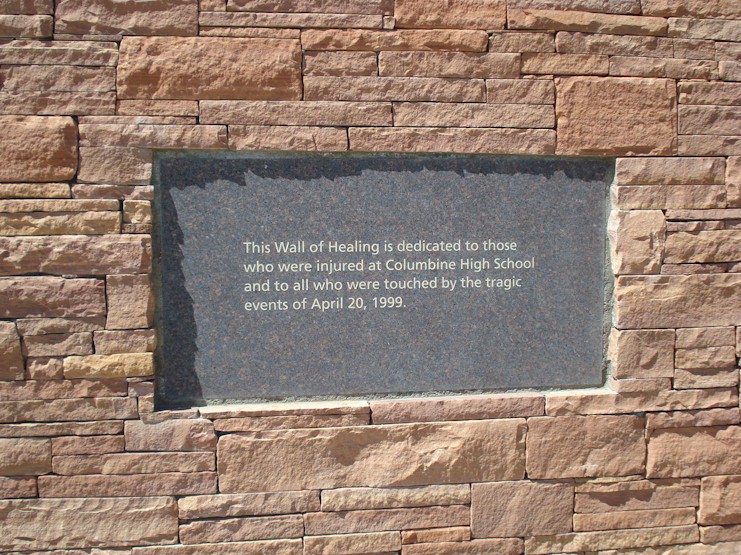 This Wall of Healing is dedicated to those
who were injured at Columbine High School
and to all who were touched by the tragic
events of April 20, 1999.